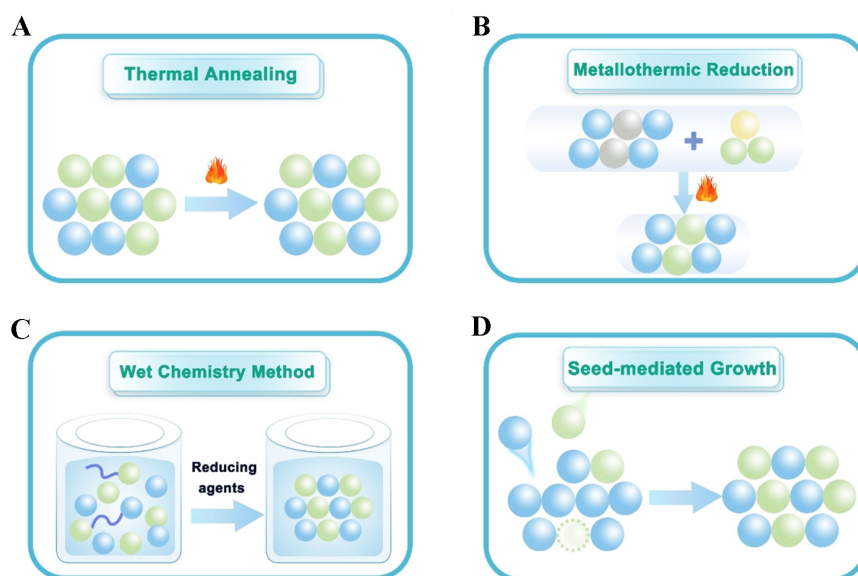 A
Thermal Annealing
B
Metallothermic Reduction
C
Wet Chemistry Method
Reducing
agents
D
Seed-mediated Growth